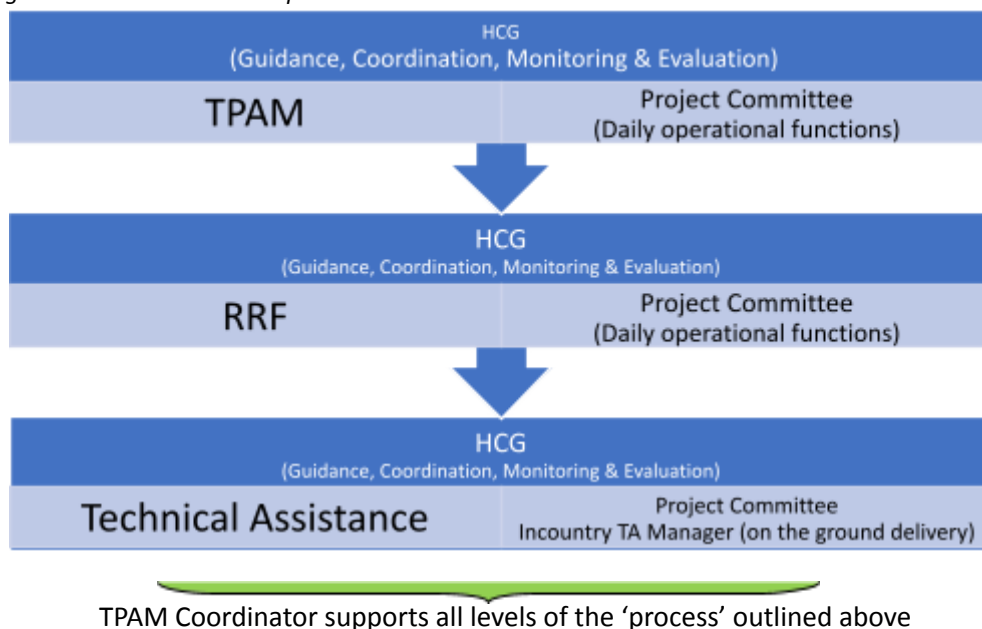 HCG
(Guidance, Coordination, Monitoring & Evaluation)
TPAM
Project Committee
(Daily operational functions)
HCG
(Guidance, Coordination, Monitoring & Evaluation)
RRF
Project Committee
(Daily operational functions)
HCG
(Guidance, Coordination, Monitoring & Evaluation)
Technical Assistance
Project Committee
Incountry TA Manager (on the ground delivery)
TPAM Coordinator supports all levels of the ‘process’ outlined above